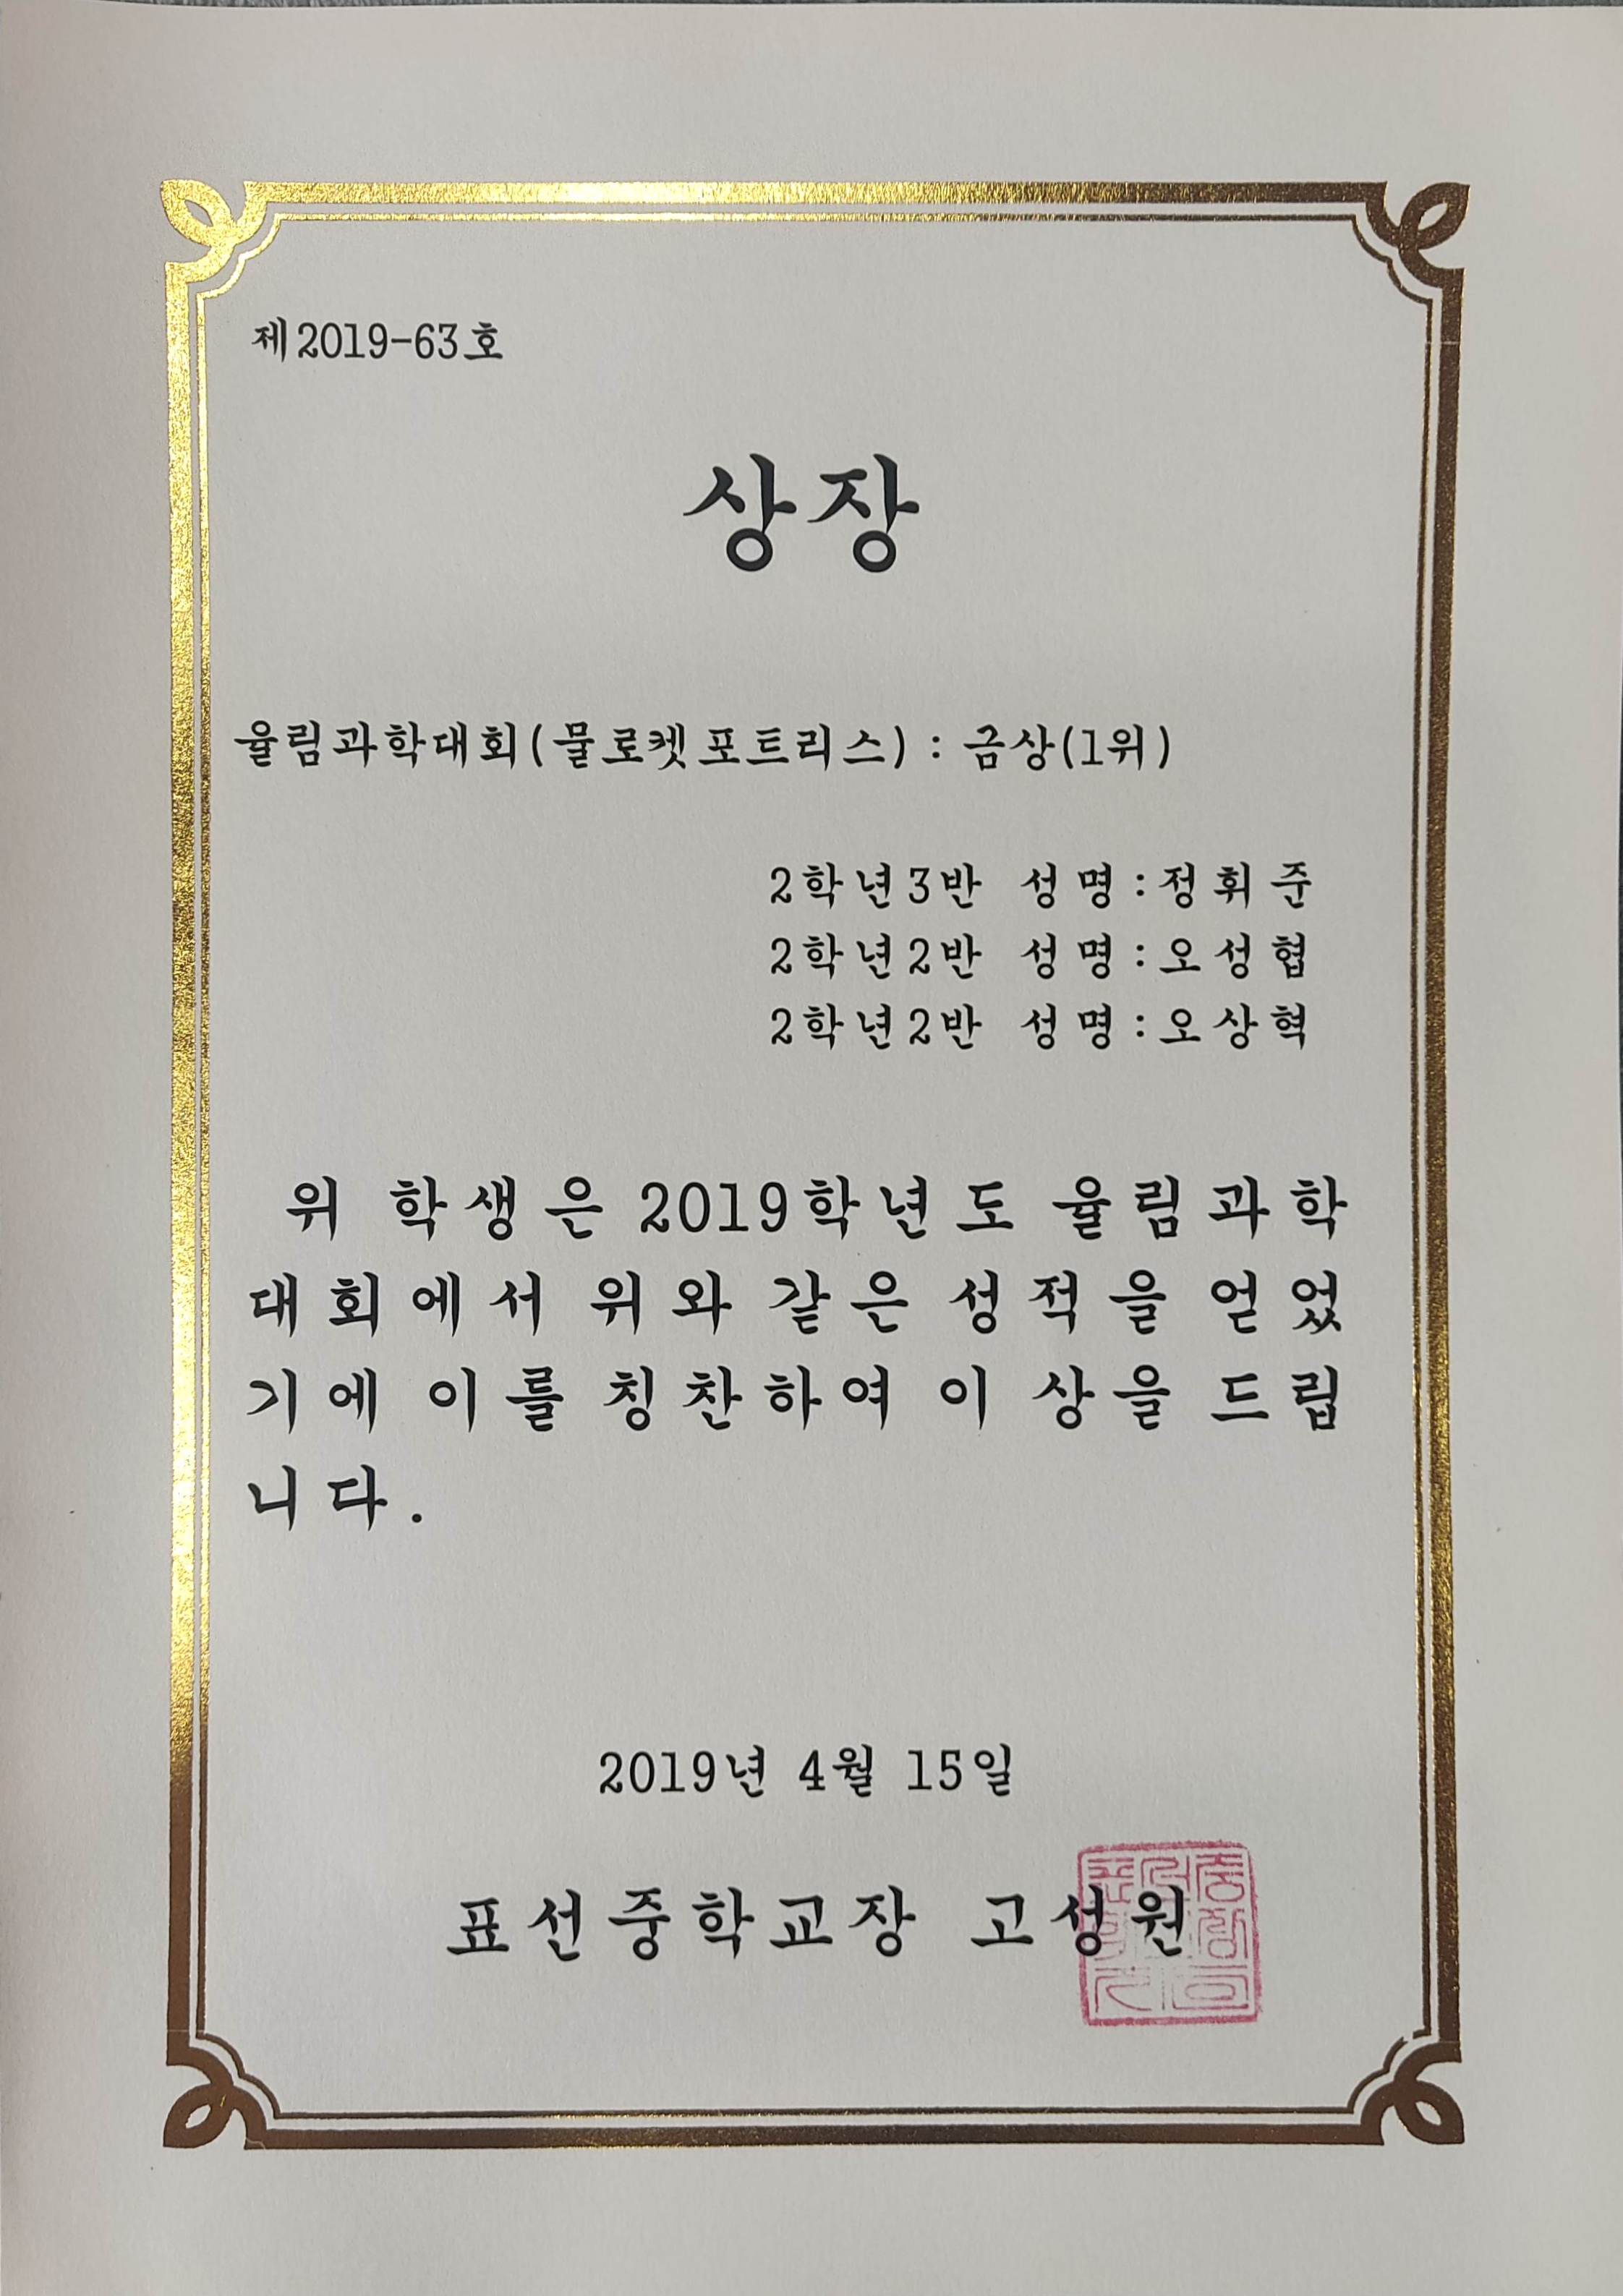 제2019-63호
상장
율림과학대회(물로켓포트리스) : 금상(1위)
2학년3반 성명:정휘준
2학년2반 성명:오성협
2학년2반 성명:오상혁
위 학생은 2019학년도 율림과학
대회에서 위와 같은 성적을 얻었
기에 이를 칭찬하여 이 상을 드립
니다.
2019년 4월 15일
표선중학교장 고성원